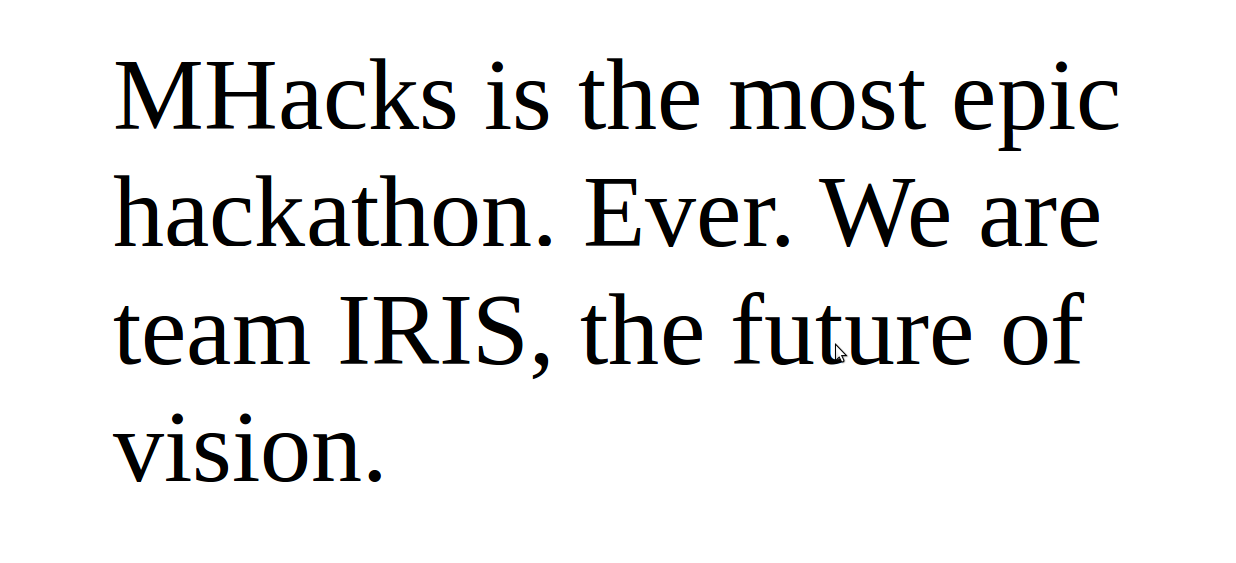 MHacks is the most epic
hackathon. Ever. We are
team IRIS, the future of
vision.